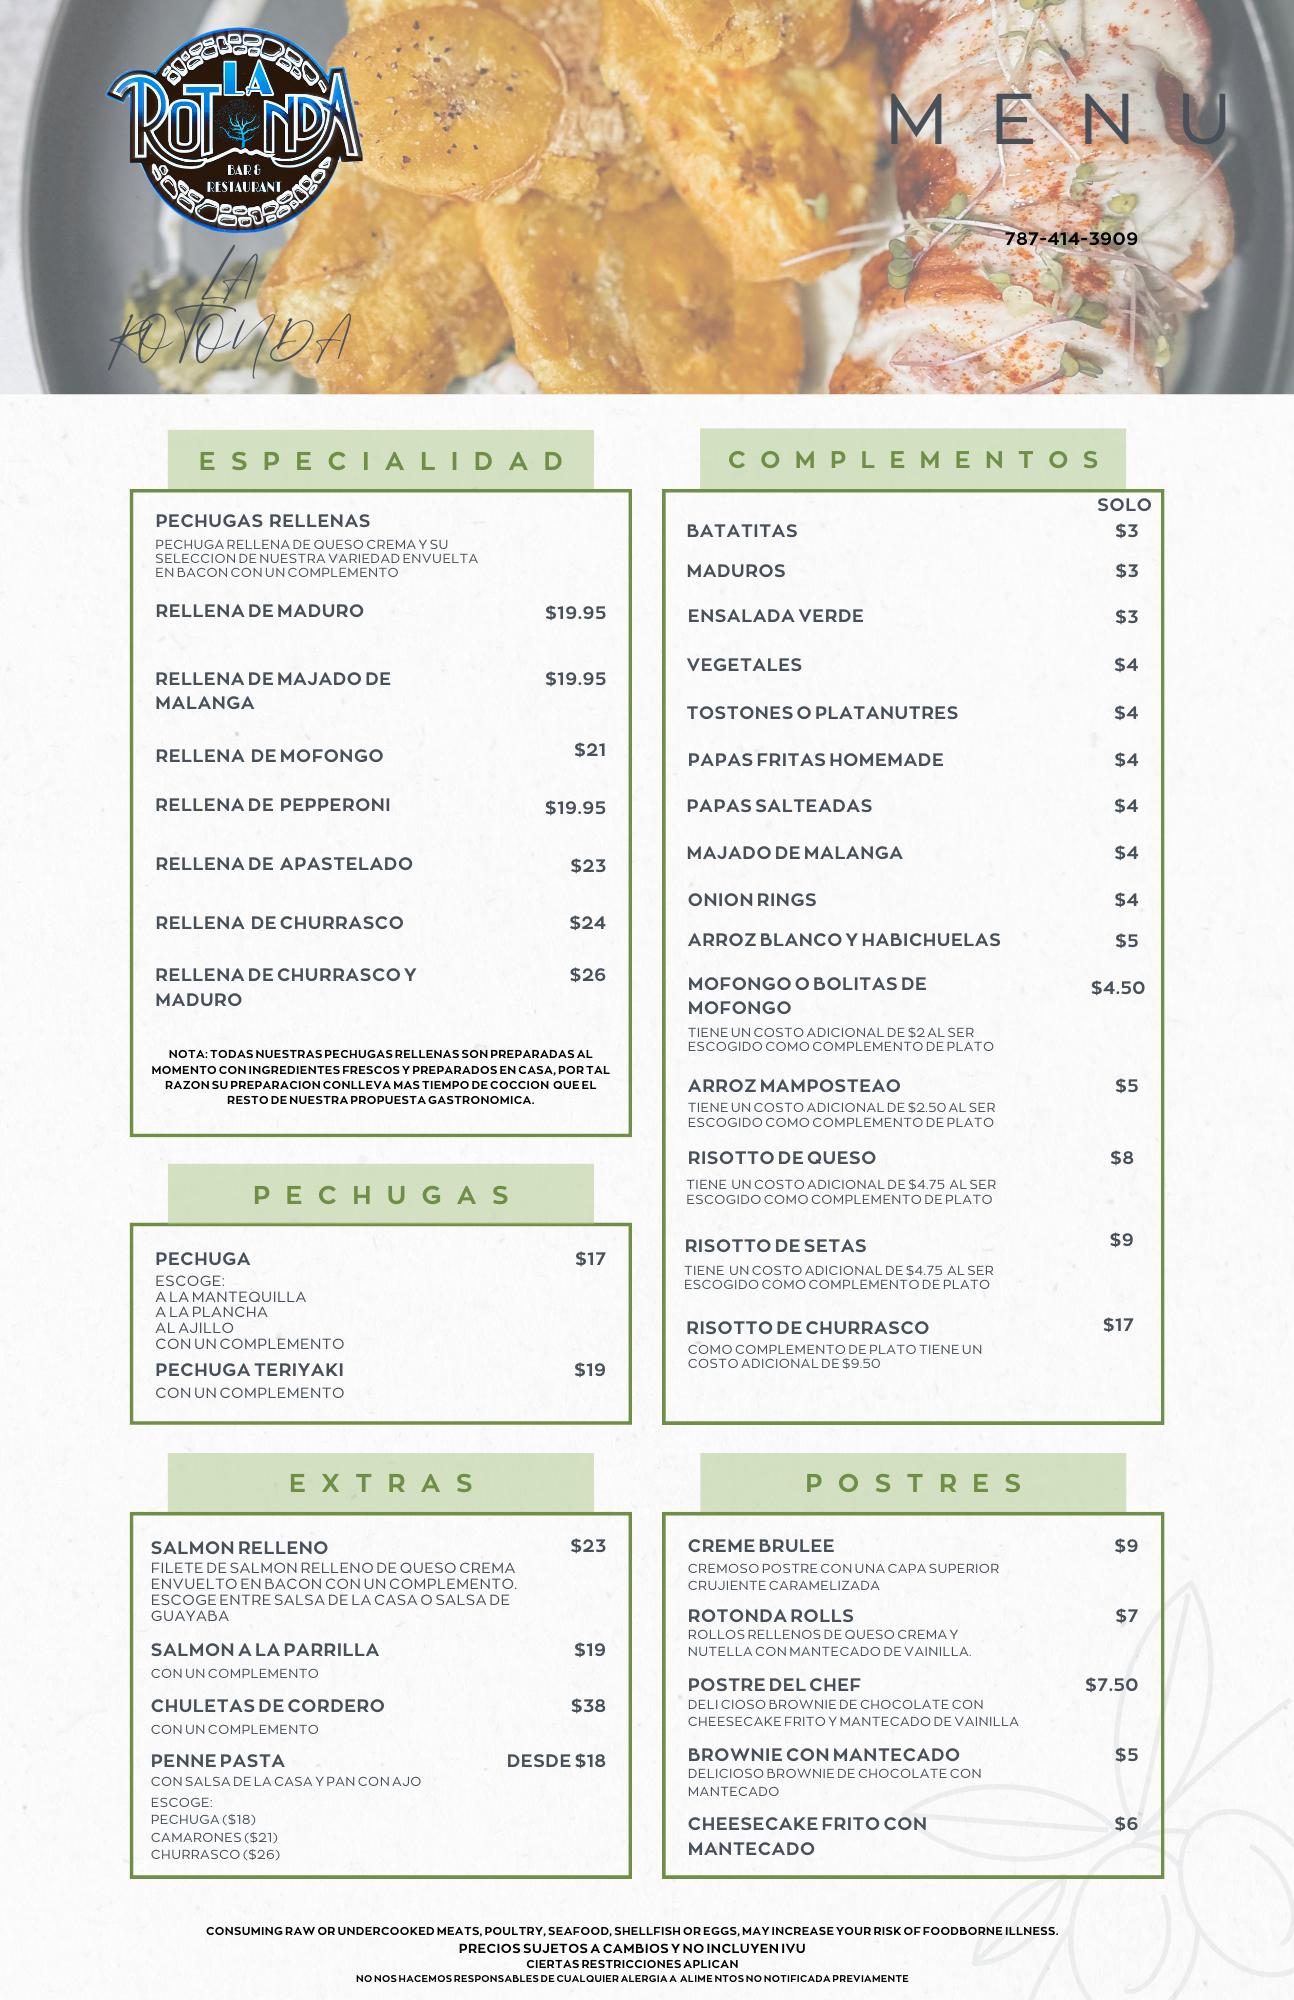 LA
ROTONDA
BAR &
RESTAURANT
MENU
787-414-3909
LA
ROTONDA
ESPECIALIDAD
PECHUGAS RELLENAS
PECHUGA RELLENA DE QUESO CREMA Y SU
SELECCION DE NUESTRA VARIEDAD ENVUELTA
EN BACON CON UN COMPLEMENTO
RELLENA DE MADURO $19.95
RELLENA DE MAJADO DE $19.95
MALANGA
RELLENA DE MOFONGO $21
RELLENA DE PEPPERONI $19.95
RELLENA DE APASTELADO $23
RELLENA DE CHURRASCO $24
RELLENA DE CHURRASCO Y $26
MADURO
NOTA: TODAS NUESTRAS PECHUGAS RELLENAS SON PREPARADAS AL
MOMENTO CON INGREDIENTES FRESCOS Y PREPARADOS EN CASA, POR TAL
RAZON SU PREPARACION CONLLEVA MAS TIEMPO DE COCCION QUE EL
RESTO DE NUESTRA PROPUESTA GASTRONOMICA.
PECHUGAS
PECHUGA $17
ESCOGE:
A LA MANTEQUILLA
A LA PLANCHA
AL AJILLO
CON UN COMPLEMENTO
PECHUGA TERIYAKI $19
CON UN COMPLEMENTO
COMPLEMENTOS
SOLO
BATATITAS $3
MADUROS $3
ENSALADA VERDE $3
VEGETALES $4
TOSTONES O PLATANUTRES $4
PAPAS FRITAS HOMEMADE $4
PAPAS SALTEADAS $4
MAJADO DE MALANGA $4
ONION RINGS $4
ARROZ BLANCO Y HABICHUELAS $5
MOFONGO O BOLITAS DE $4.50
MOFONGO
TIENE UN COSTO ADICIONAL DE $2 AL SER
ESCOGIDO COMO COMPLEMENTO DE PLATO
ARROZ MAMPOSTEAO $5
TIENE UN COSTO ADICIONAL DE $2.50 AL SER
ESCOGIDO COMO COMPLEMENTO DE PLATO
RISOTTO DE QUESO $8
TIENE UN COSTO ADICIONAL DE $4.75 AL SER
ESCOGIDO COMO COMPLEMENTO DE PLATO
RISOTTO DE SETAS $9
TIENE UN COSTO ADICIONAL DE $4.75 AL SER
ESCOGIDO COMO COMPLEMENTO DE PLATO
RISOTTO DE CHURRASCO $17
COMO COMPLEMENTO DE PLATO TIENE UN
COSTO ADICIONAL DE $9.50
EXTRAS
SALMON RELLENO $23
FILETE DE SALMON RELLENO DE QUESO CREMA
ENVUELTO EN BACON CON UN COMPLEMENTO.
ESCOGE ENTRE SALSA DE LA CASA O SALSA DE
GUAYABA
SALMON A LA PARRILLA $19
CON UN COMPLEMENTO
CHULETAS DE CORDERO $38
CON UN COMPLEMENTO
PENNE PASTA DESDE $18
CON SALSA DE LA CASA Y PAN CON AJO
ESCOGE:
PECHUGA ($18)
CAMARONES ($21)
CHURRASCO ($26)
POSTRES
CREME BRULEE $9
CREMOSO POSTRE CON UNA CAPA SUPERIOR
CRUJIENTE CARAMELIZADA
ROTONDA ROLLS $7
ROLLOS RELLENOS DE QUESO CREMA Y
NUTELLA CON MANTECADO DE VAINILLA.
POSTRE DEL CHEF $7.50
DELI CIOSO BROWNIE DE CHOCOLATE CON
CHEESECAKE FRITO Y MANTECADO DE VAINILLA
BROWNIE CON MANTECADO $5
DELICIOSO BROWNIE DE CHOCOLATE CON
MANTECADO
CHEESECAKE FRITO CON $6
MANTECADO
CONSUMING RAW OR UNDERCOOKED MEATS, POULTRY, SEAFOOD, SHELLFISH OR EGGS, MAY INCREASE YOUR RISK OF FOODBORNE ILLNESS.
PRECIOS SUJETOS A CAMBIOS Y NO INCLUYEN IVU
CIERTAS RESTRICCIONES APLICAN
NO NOS HACEMOS RESPONSABLES DE CUALQUIER ALERGIA A ALIME NTOS NO NOTIFICADA PREVIAMENTE